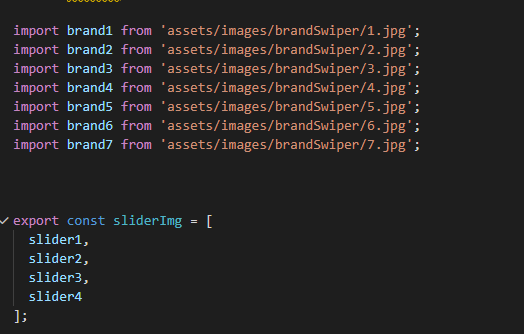 import brand1 from 'assets/images/brandSwiper/1.jpg';
import brand2 from 'assets/images/brandSwiper/2.jpg';
import brand3 from 'assets/images/brandSwiper/3.jpg';
import brand4 from 'assets/images/brandSwiper/4.jpg';
import brand5 from 'assets/images/brandSwiper/5.jpg';
import brand6 from 'assets/images/brandSwiper/6.jpg';
import brand7 from 'assets/images/brandSwiper/7.jpg';
export const sliderImg = [
slider1,
slider2,
slider3,
slider4
];